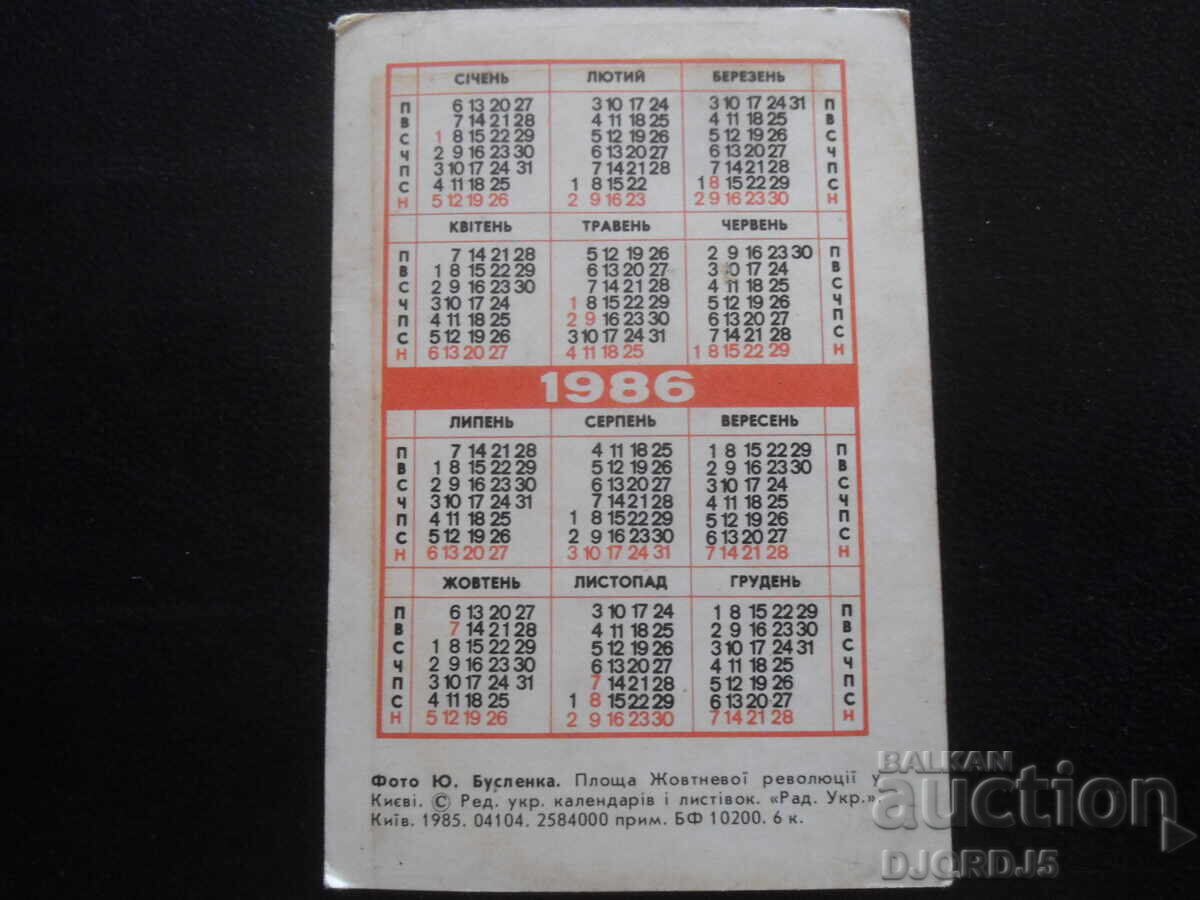 СІЧЕНЬ ЛЮТИЙ БЕРЕЗЕНЬ
П 6 13 20 27 3 10 17 24 3 10 17 24 31 П
В 7 14 21 28 4 11 18 25 4 11 18 25 В
С 1 8 15 22 29 5 12 19 26 5 12 19 26 С
Ч 2 9 16 23 30 6 13 20 27 6 13 20 27 Ч
П 3 10 17 24 31 7 14 21 28 7 14 21 28 П
С 4 11 18 25 1 8 15 22 1 8 15 22 29 С
Н 5 12 19 26 2 9 16 23 2 9 16 23 30 Н
КВІТЕНЬ ТРАВЕНЬ ЧЕРВЕНЬ
П 7 14 21 28 5 12 19 26 2 9 16 23 30 П
В 1 8 15 22 29 6 13 20 27 3 10 17 24 В
С 2 9 16 23 30 7 14 21 28 4 11 18 25 С
Ч 3 10 17 24 1 8 15 22 29 5 12 19 26 Ч
П 4 11 18 25 2 9 16 23 30 6 13 20 27 П
С 5 12 19 26 3 10 17 24 31 7 14 21 28 С
Н 6 13 20 27 4 11 18 25 1 8 15 22 29 Н
1986
ЛИПЕНЬ СЕРПЕНЬ ВЕРЕСЕНЬ
П 7 14 21 28 4 11 18 25 1 8 15 22 29 П
В 1 8 15 22 29 5 12 19 26 2 9 16 23 30 В
С 2 9 16 23 30 6 13 20 27 3 10 17 24 С
Ч 3 10 17 24 31 7 14 21 28 4 11 18 25 Ч
П 4 11 18 25 1 8 15 22 29 5 12 19 26 П
С 5 12 19 26 2 9 16 23 30 6 13 20 27 С
Н 6 13 20 27 3 10 17 24 31 7 14 21 28 Н
ЖОВТЕНЬ ЛИСТОПАД ГРУДЕНЬ
П 6 13 20 27 3 10 17 24 1 8 15 22 29 П
В 7 14 21 28 4 11 18 25 2 9 16 23 30 В
С 1 8 15 22 29 5 12 19 26 3 10 17 24 31 С
Ч 2 9 16 23 30 6 13 20 27 4 11 18 25 Ч
П 3 10 17 24 31 7 14 21 28 5 12 19 26 П
С 4 11 18 25 1 8 15 22 29 6 13 20 27 С
Н 5 12 19 26 2 9 16 23 30 7 14 21 28 Н
Фото Ю. Бусленка. Площа Жовтневої революції у
Києві. © Ред. укр. календарів і листівок. «Рад. Укр.».
Київ. 1985. 04104. 2584000 прим. БФ 10200. 6 к.
BALKAN
auction
DJORDJ5